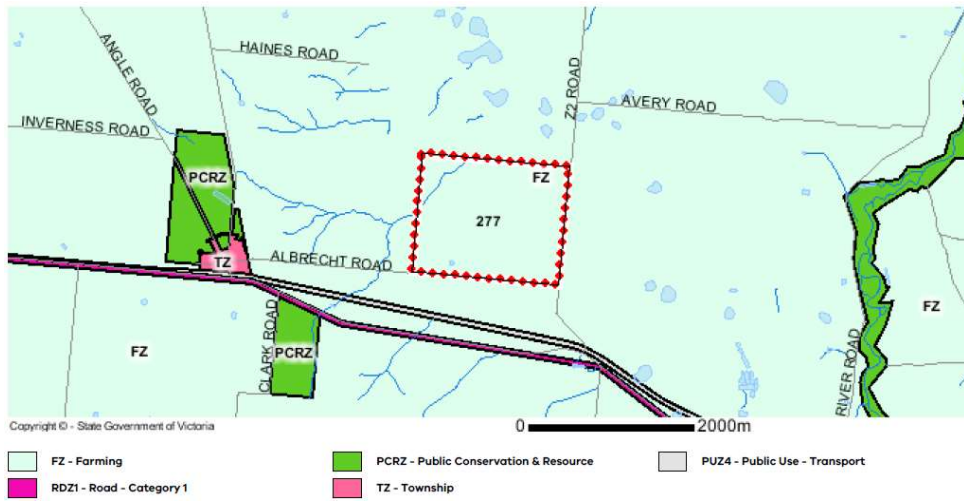 HAINES ROAD
ANGLE ROAD
Z2 ROAD
AVERY ROAD
INVERNESS ROAD
PCRZ
FZ
277
TZ
ALBRECHT ROAD
CLARK ROAD
PCRZ
FZ
RIVER ROAD
FZ
Copyright © - State Government of Victoria
0 2000m
FZ - Farming
PCRZ - Public Conservation & Resource
PUZ4 - Public Use - Transport
RDZ1 - Road - Category 1
TZ - Township